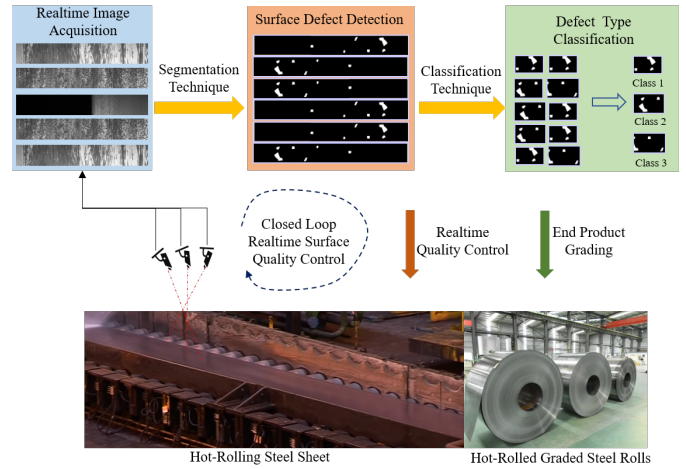 Realtime Image
Acquisition
Surface Defect Detection
Defect Type
Classification
Segmentation
Technique
Classification
Technique
Class 1
Class 2
Class 3
Closed Loop
Realtime Surface
Quality Control
Realtime
Quality Control
End Product
Grading
Hot-Rolling Steel Sheet
Hot-Rolled Graded Steel Rolls